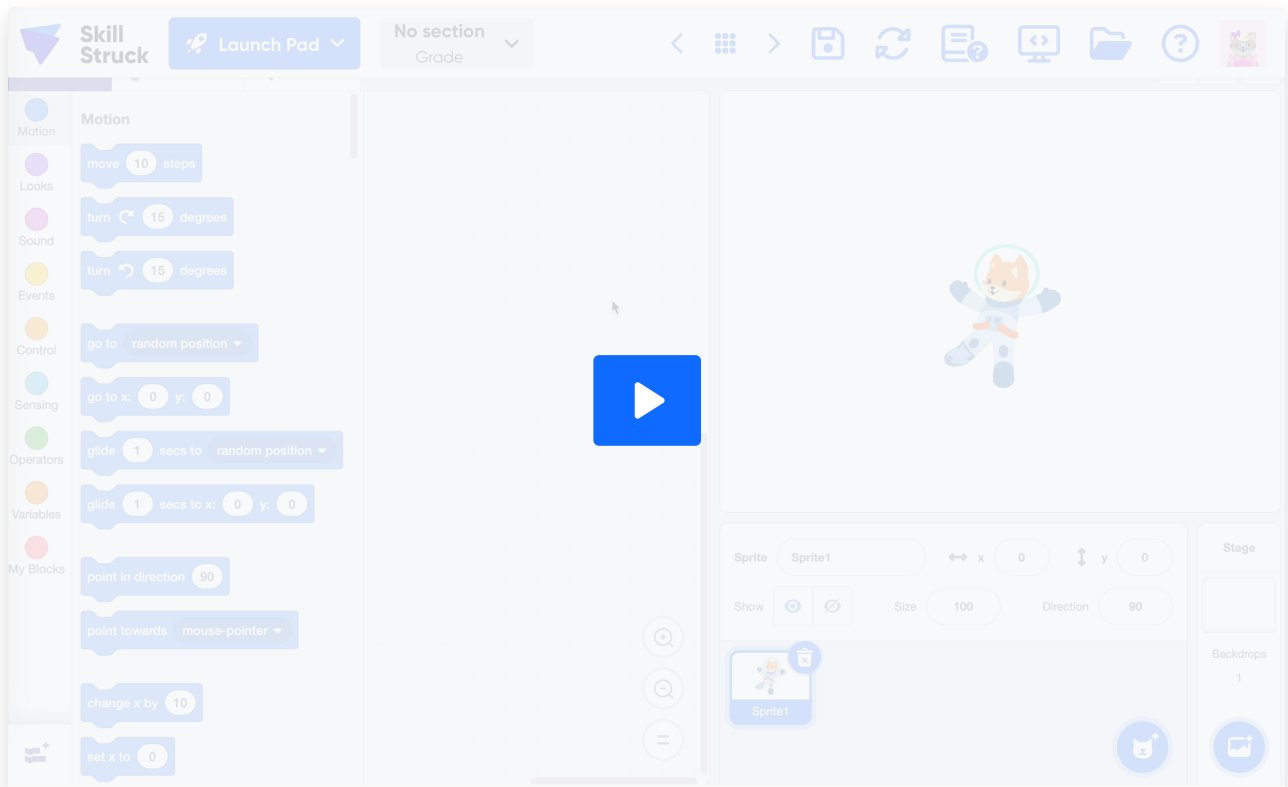 Skill
Struck
Launch Pad
No section
Grade
Motion
Looks
Sound
Events
Control
Sensing
Operators
Variables
My Blocks
Motion
move 10 steps
turn 15 degrees
turn 15 degrees
go to random position
go to x: 0 y: 0
glide 1 secs to random position
glide 1 secs to x: 0 y: 0
point in direction 90
point towards mouse-pointer
change x by 10
set x to 0
Sprite Sprite1 x 0 y 0
Show Size 100 Direction 90
Sprite1
Stage
Backdrops
1